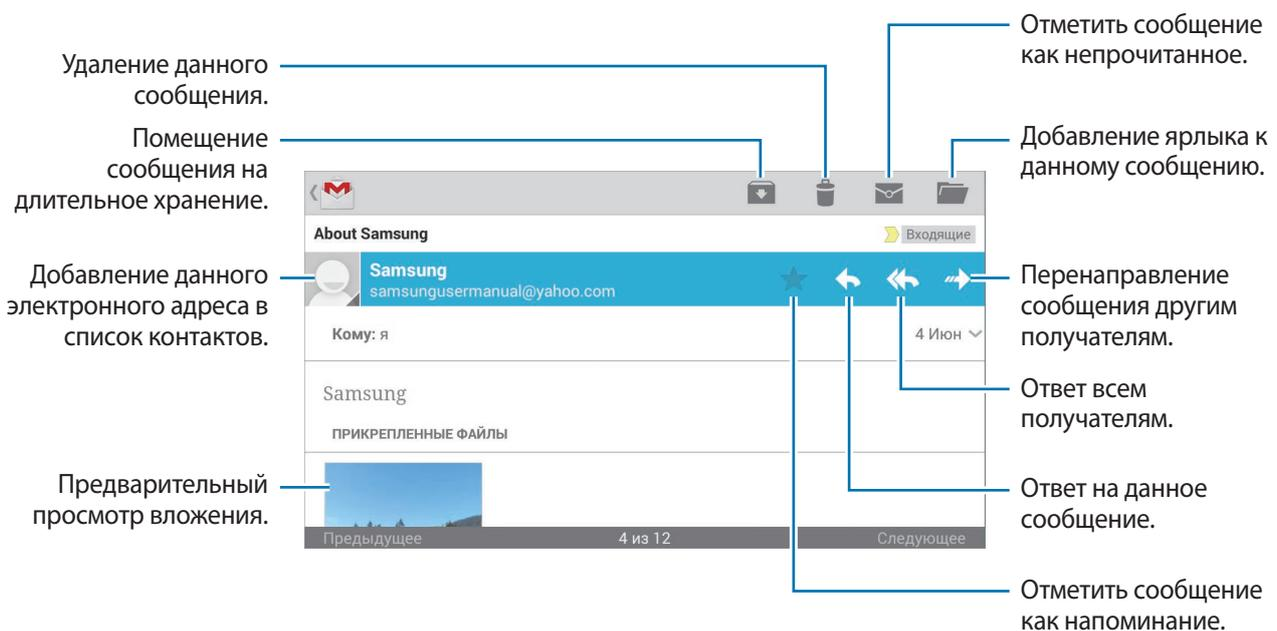 Отметить сообщение
как непрочитанное.
Удаление данного
сообщения.
Помещение
сообщения на
длительное хранение.
Добавление ярлыка к
данному сообщению.
About Samsung
Входящие
Добавление данного
электронного адреса в
список контактов.
Samsung
samsungusermanual@yahoo.com
Перенаправление
сообщения другим
получателям.
Кому: я
4 Июн
Samsung
ПРИКРЕПЛЕННЫЕ ФАЙЛЫ
Ответ всем
получателям.
Предварительный
просмотр вложения.
Ответ на данное
сообщение.
Предыдущее
4 из 12
Следующее
Отметить сообщение
как напоминание.